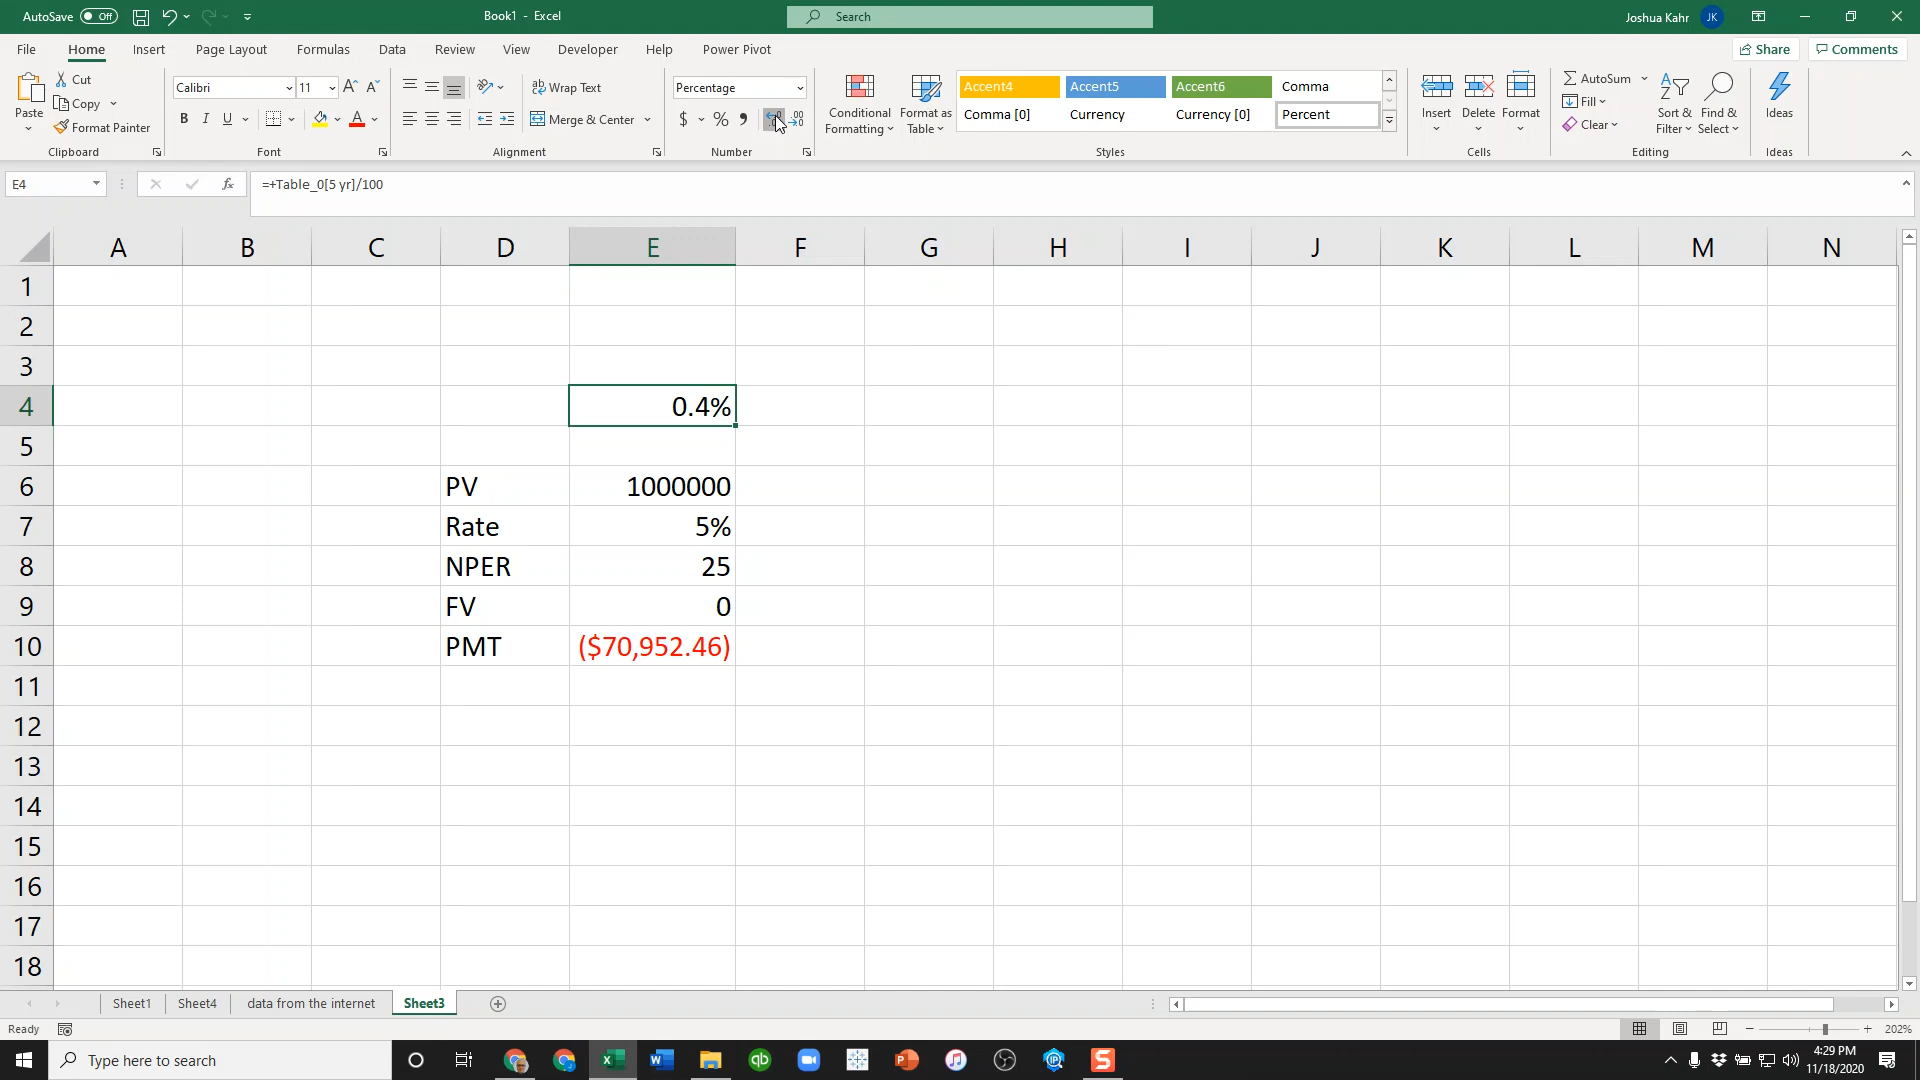 AutoSave Off
Book1 - Excel
Search
Joshua Kahr JK
File Home Insert Page Layout Formulas Data Review View Developer Help Power Pivot
Share Comments
Paste
Cut
Copy
Format Painter
Clipboard
Calibri 11
B I U
Font
Wrap Text
Merge & Center
Alignment
Percentage
$ % 9
Number
Conditional Formatting
Format as Table
Accent4 Accent5 Accent6 Comma
Comma [0] Currency Currency [0] Percent
Styles
Insert Delete Format
Cells
AutoSum
Fill
Clear
Sort & Filter
Find & Select
Editing
Ideas
Ideas
E4 fx =+Table_0[5 yr]/100
A B C D E F G H I J K L M N
1
2
3
4 0.4%
5
6 PV 1000000
7 Rate 5%
8 NPER 25
9 FV 0
10 PMT ($70,952.46)
11
12
13
14
15
16
17
18
Sheet1 Sheet4 data from the internet Sheet3
Ready
202%
Type here to search
4:29 PM
11/18/2020